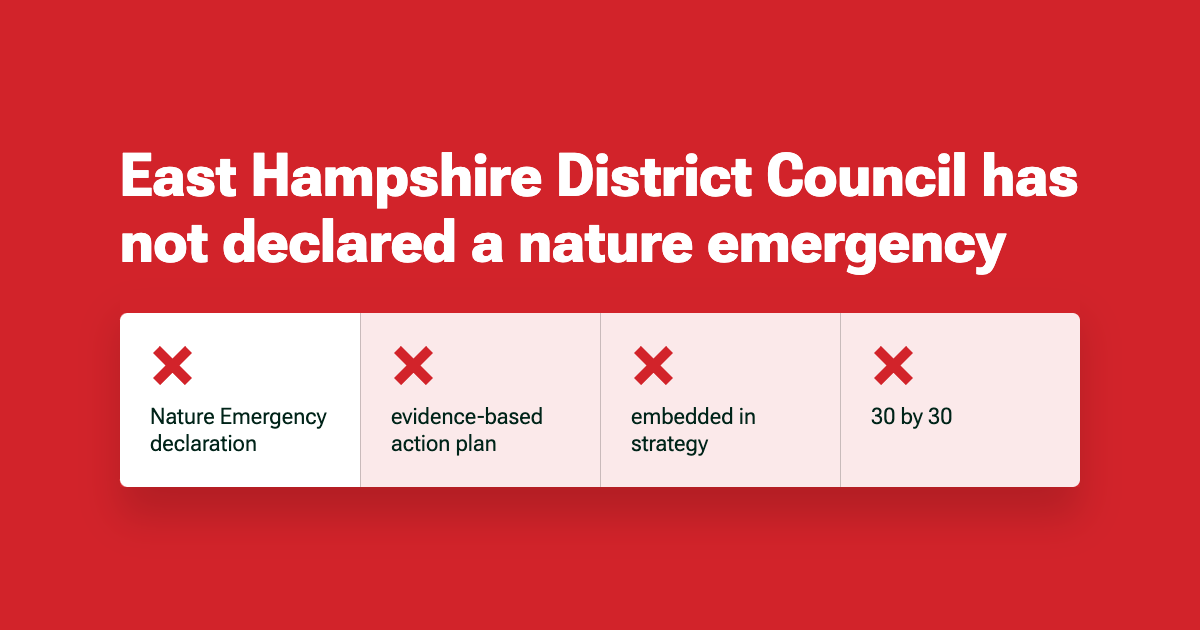 East Hampshire District Council has
not declared a nature emergency
Nature Emergency
declaration
evidence-based
action plan
embedded in
strategy
30 by 30